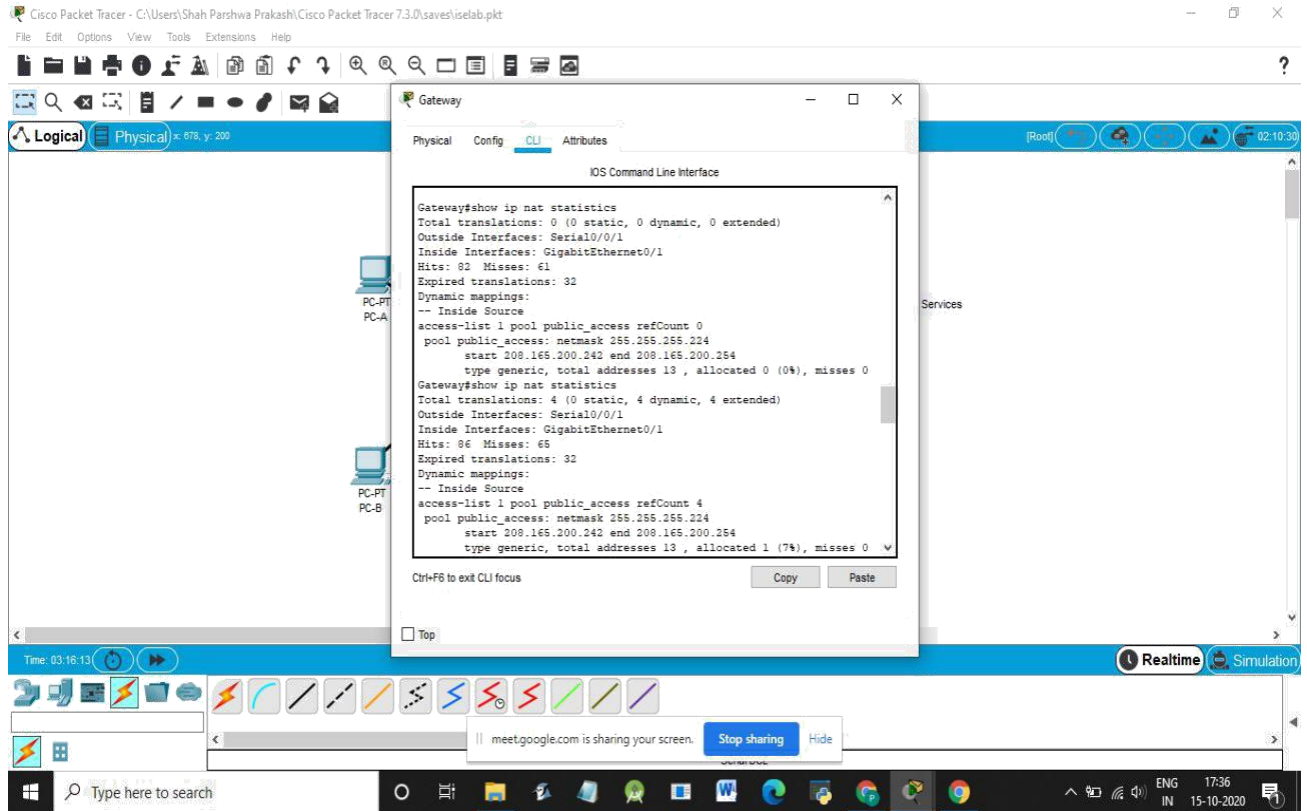 Cisco Packet Tracer - C:\Users\Shah Parshwa Prakash\Cisco Packet Tracer 7.3.0\saves\iselab.pkt
File Edit Options View Tools Extensions Help
?
Logical Physical x: 678, y: 200
[Root] 02:10:30
PC-PT
PC-A
PC-PT
PC-B
Services
Gateway
Physical Config CLI Attributes
IOS Command Line Interface
Gateway#show ip nat statistics
Total translations: 0 (0 static, 0 dynamic, 0 extended)
Outside Interfaces: Serial0/0/1
Inside Interfaces: GigabitEthernet0/1
Hits: 82 Misses: 61
Expired translations: 32
Dynamic mappings:
-- Inside Source
access-list 1 pool public_access refCount 0
pool public_access: netmask 255.255.255.224
start 208.165.200.242 end 208.165.200.254
type generic, total addresses 13 , allocated 0 (0%), misses 0
Gateway#show ip nat statistics
Total translations: 4 (0 static, 4 dynamic, 4 extended)
Outside Interfaces: Serial0/0/1
Inside Interfaces: GigabitEthernet0/1
Hits: 86 Misses: 65
Expired translations: 32
Dynamic mappings:
-- Inside Source
access-list 1 pool public_access refCount 4
pool public_access: netmask 255.255.255.224
start 208.165.200.242 end 208.165.200.254
type generic, total addresses 13 , allocated 1 (7%), misses 0
Ctrl+F6 to exit CLI focus
Copy Paste
Top
Time: 03:16:13
Realtime Simulation
meet.google.com is sharing your screen. Stop sharing Hide
Type here to search
ENG 17:36
IN 15-10-2020